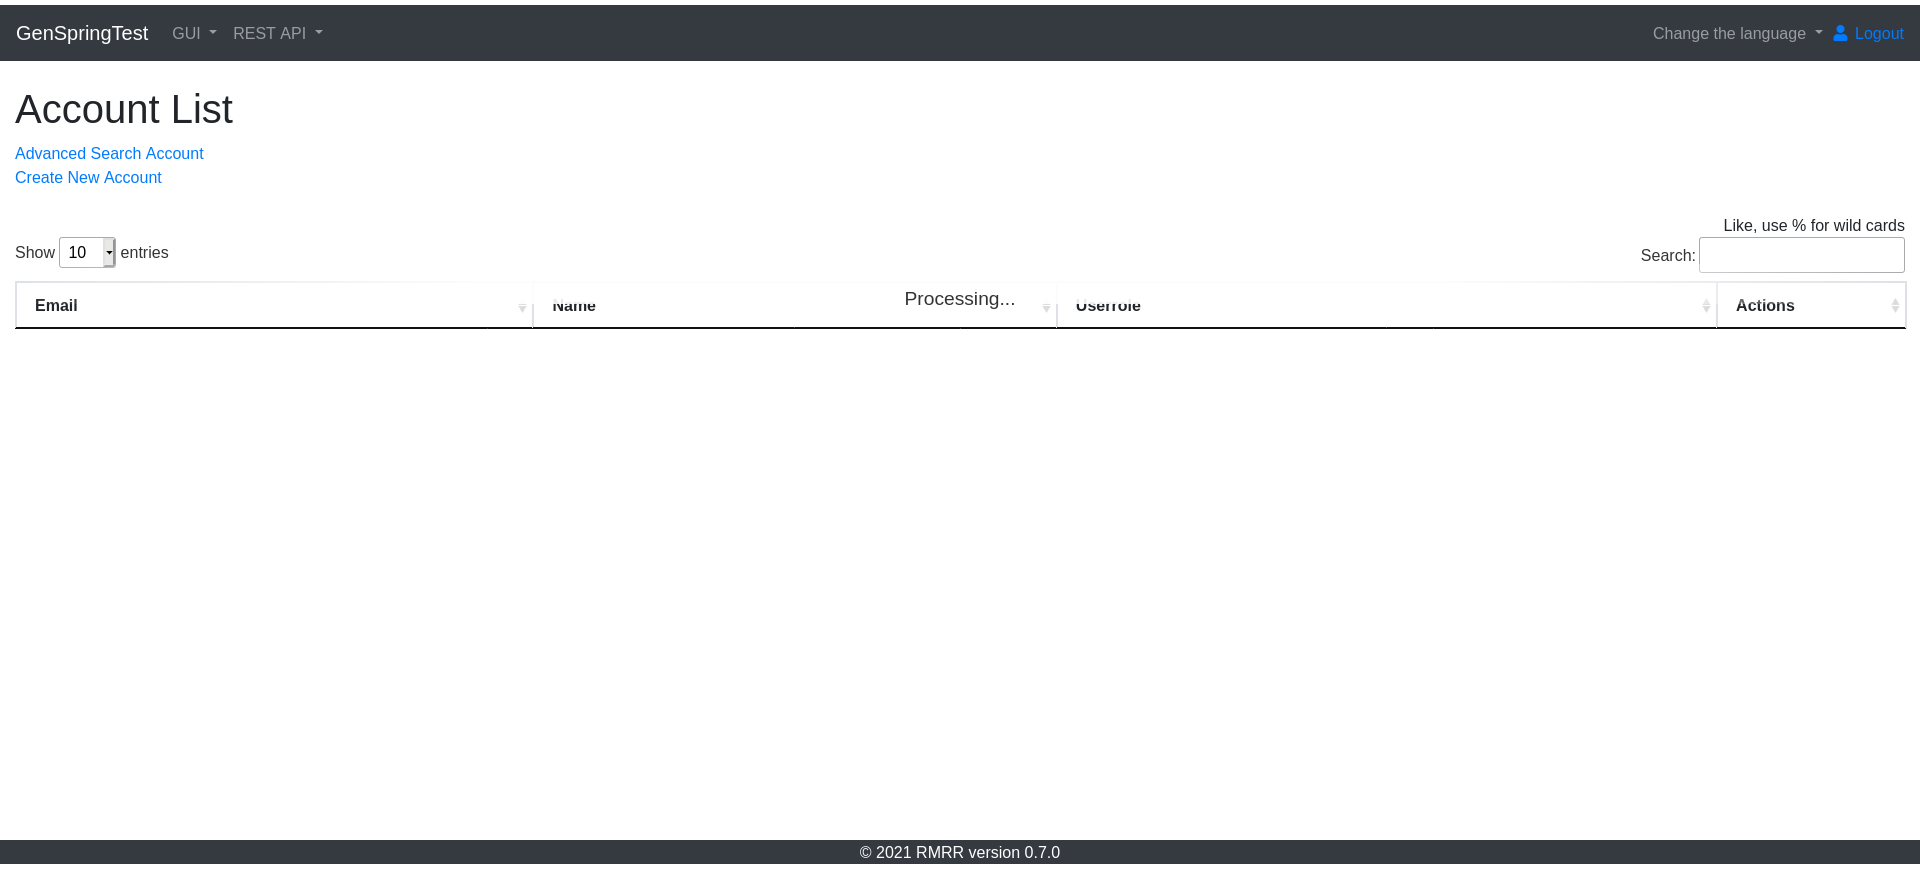 GenSpringTest GUI REST API Change the language Logout
Account List
Advanced Search Account
Create New Account
Like, use % for wild cards
Show 10 entries Search:
Processing...
Email Name Userrole Actions
© 2021 RMRR version 0.7.0